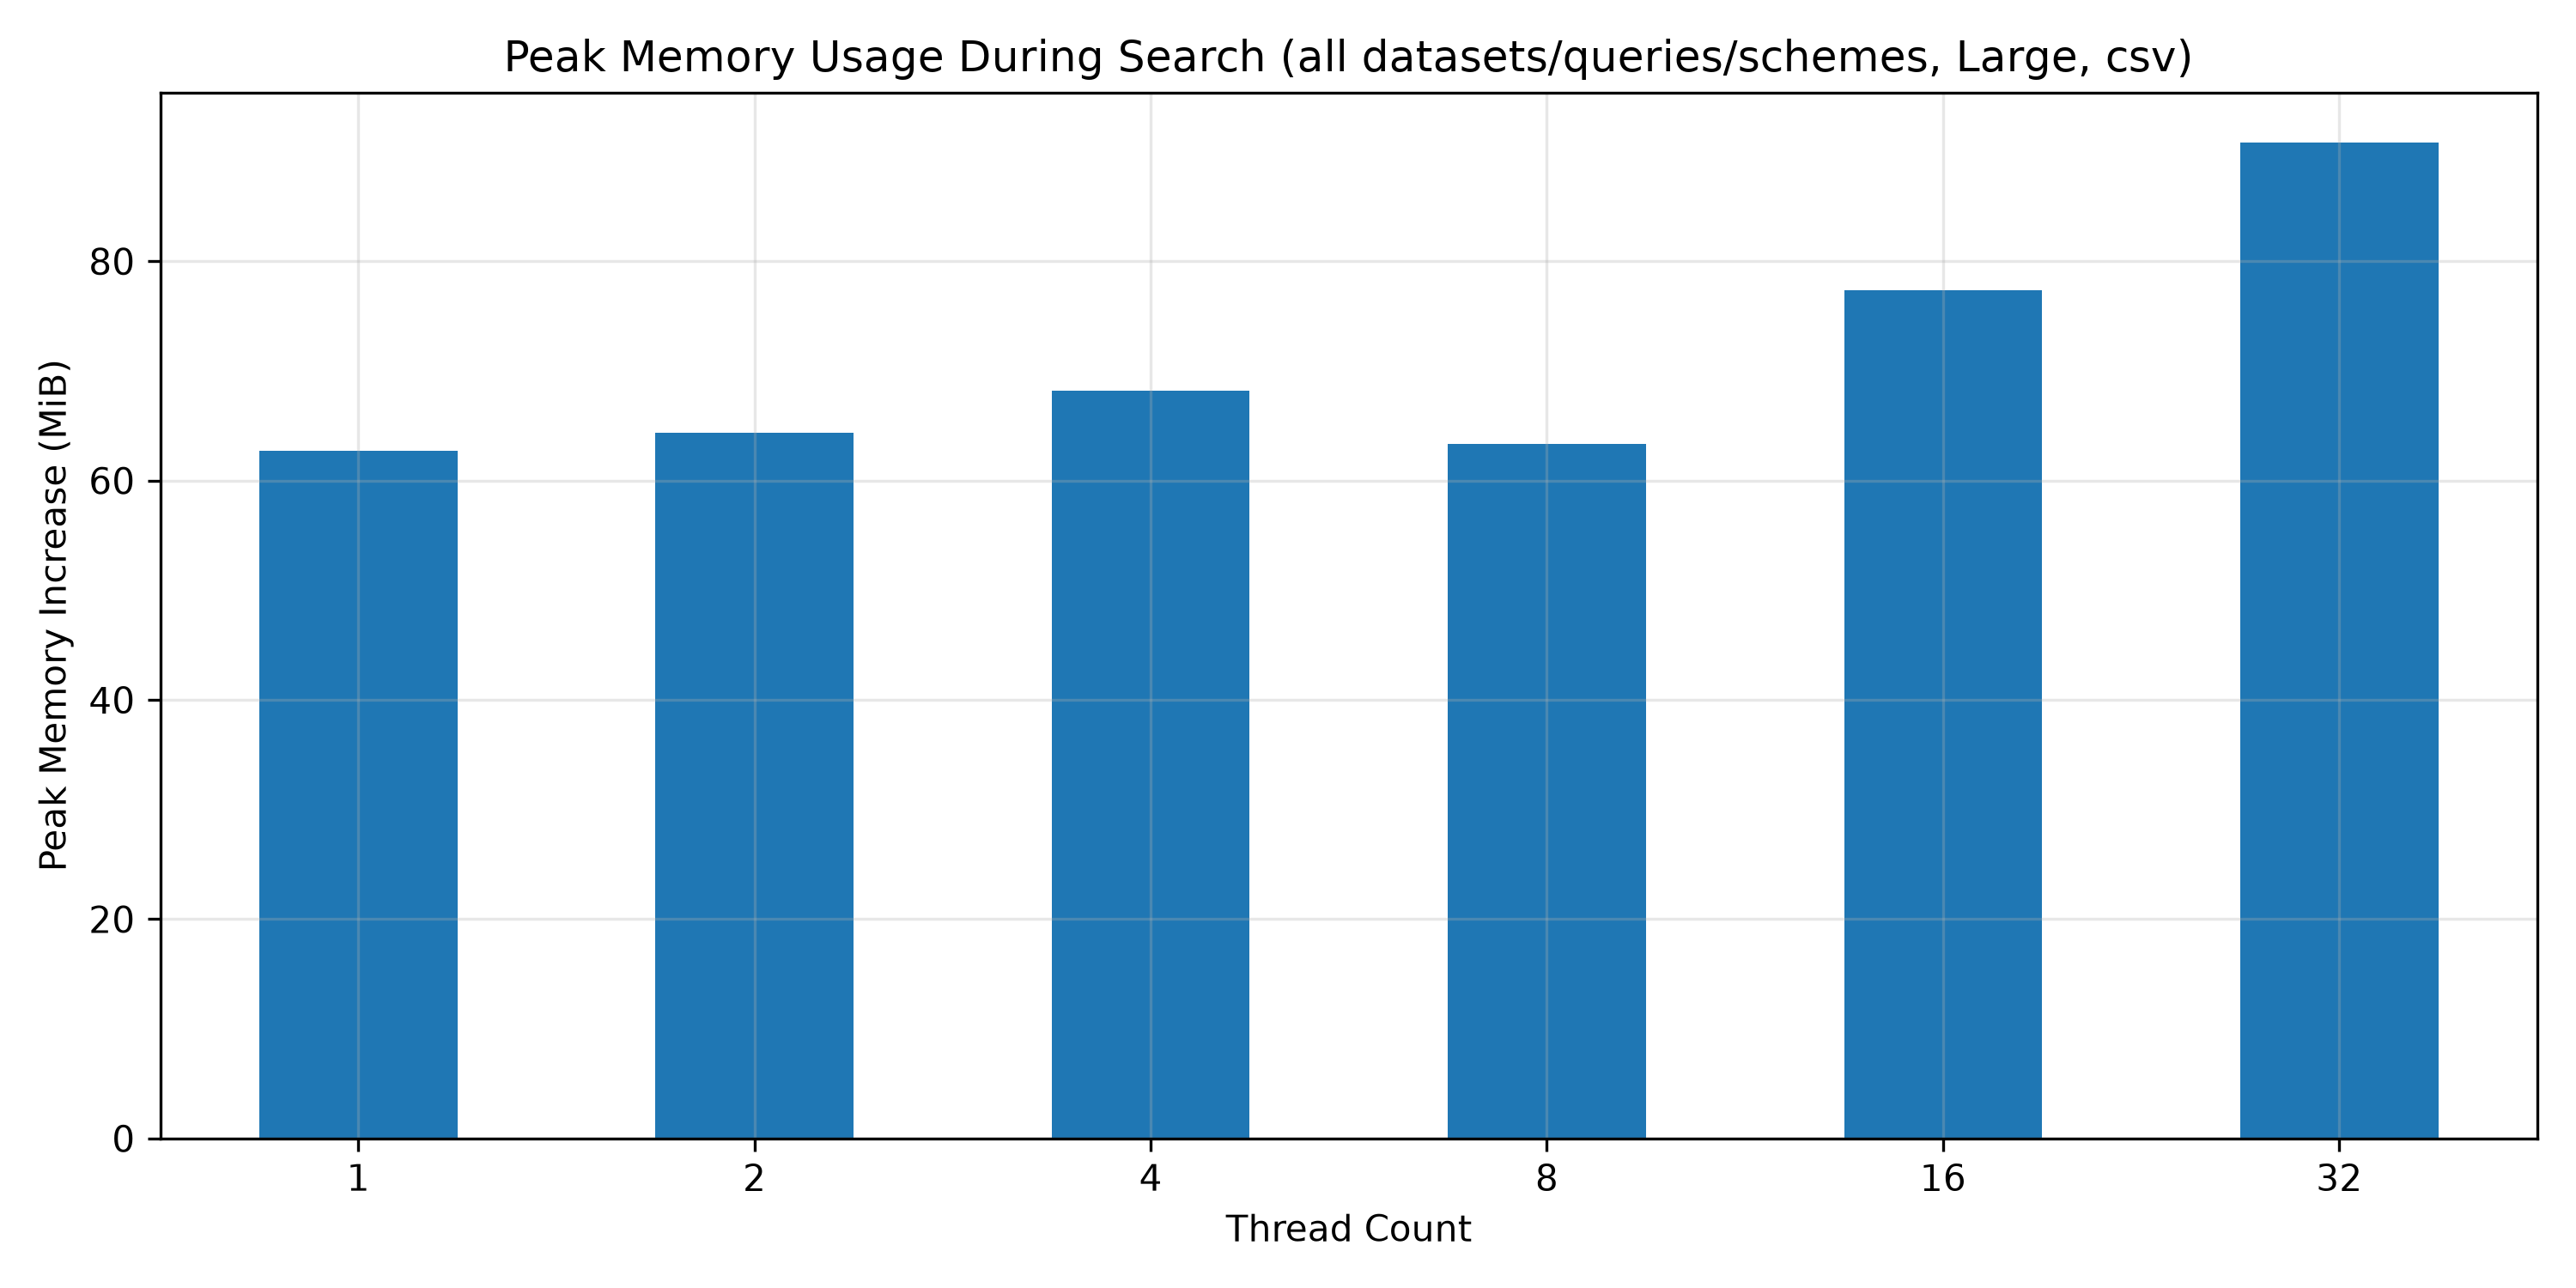 Peak Memory Usage During Search (all datasets/queries/schemes, Large, csv)
Peak Memory Increase (MiB)
80
60
40
20
0
1 2 4 8 16 32
Thread Count